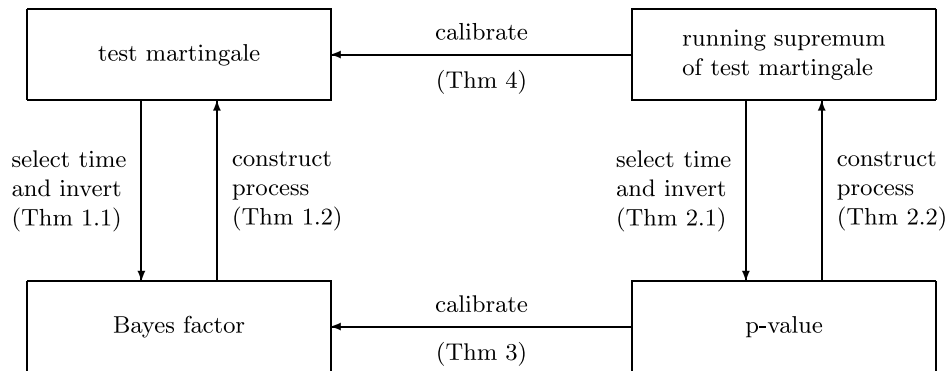 test martingale
calibrate
(Thm 4)
running supremum
of test martingale
select time
and invert
(Thm 1.1)
construct
process
(Thm 1.2)
select time
and invert
(Thm 2.1)
construct
process
(Thm 2.2)
Bayes factor
calibrate
(Thm 3)
p-value